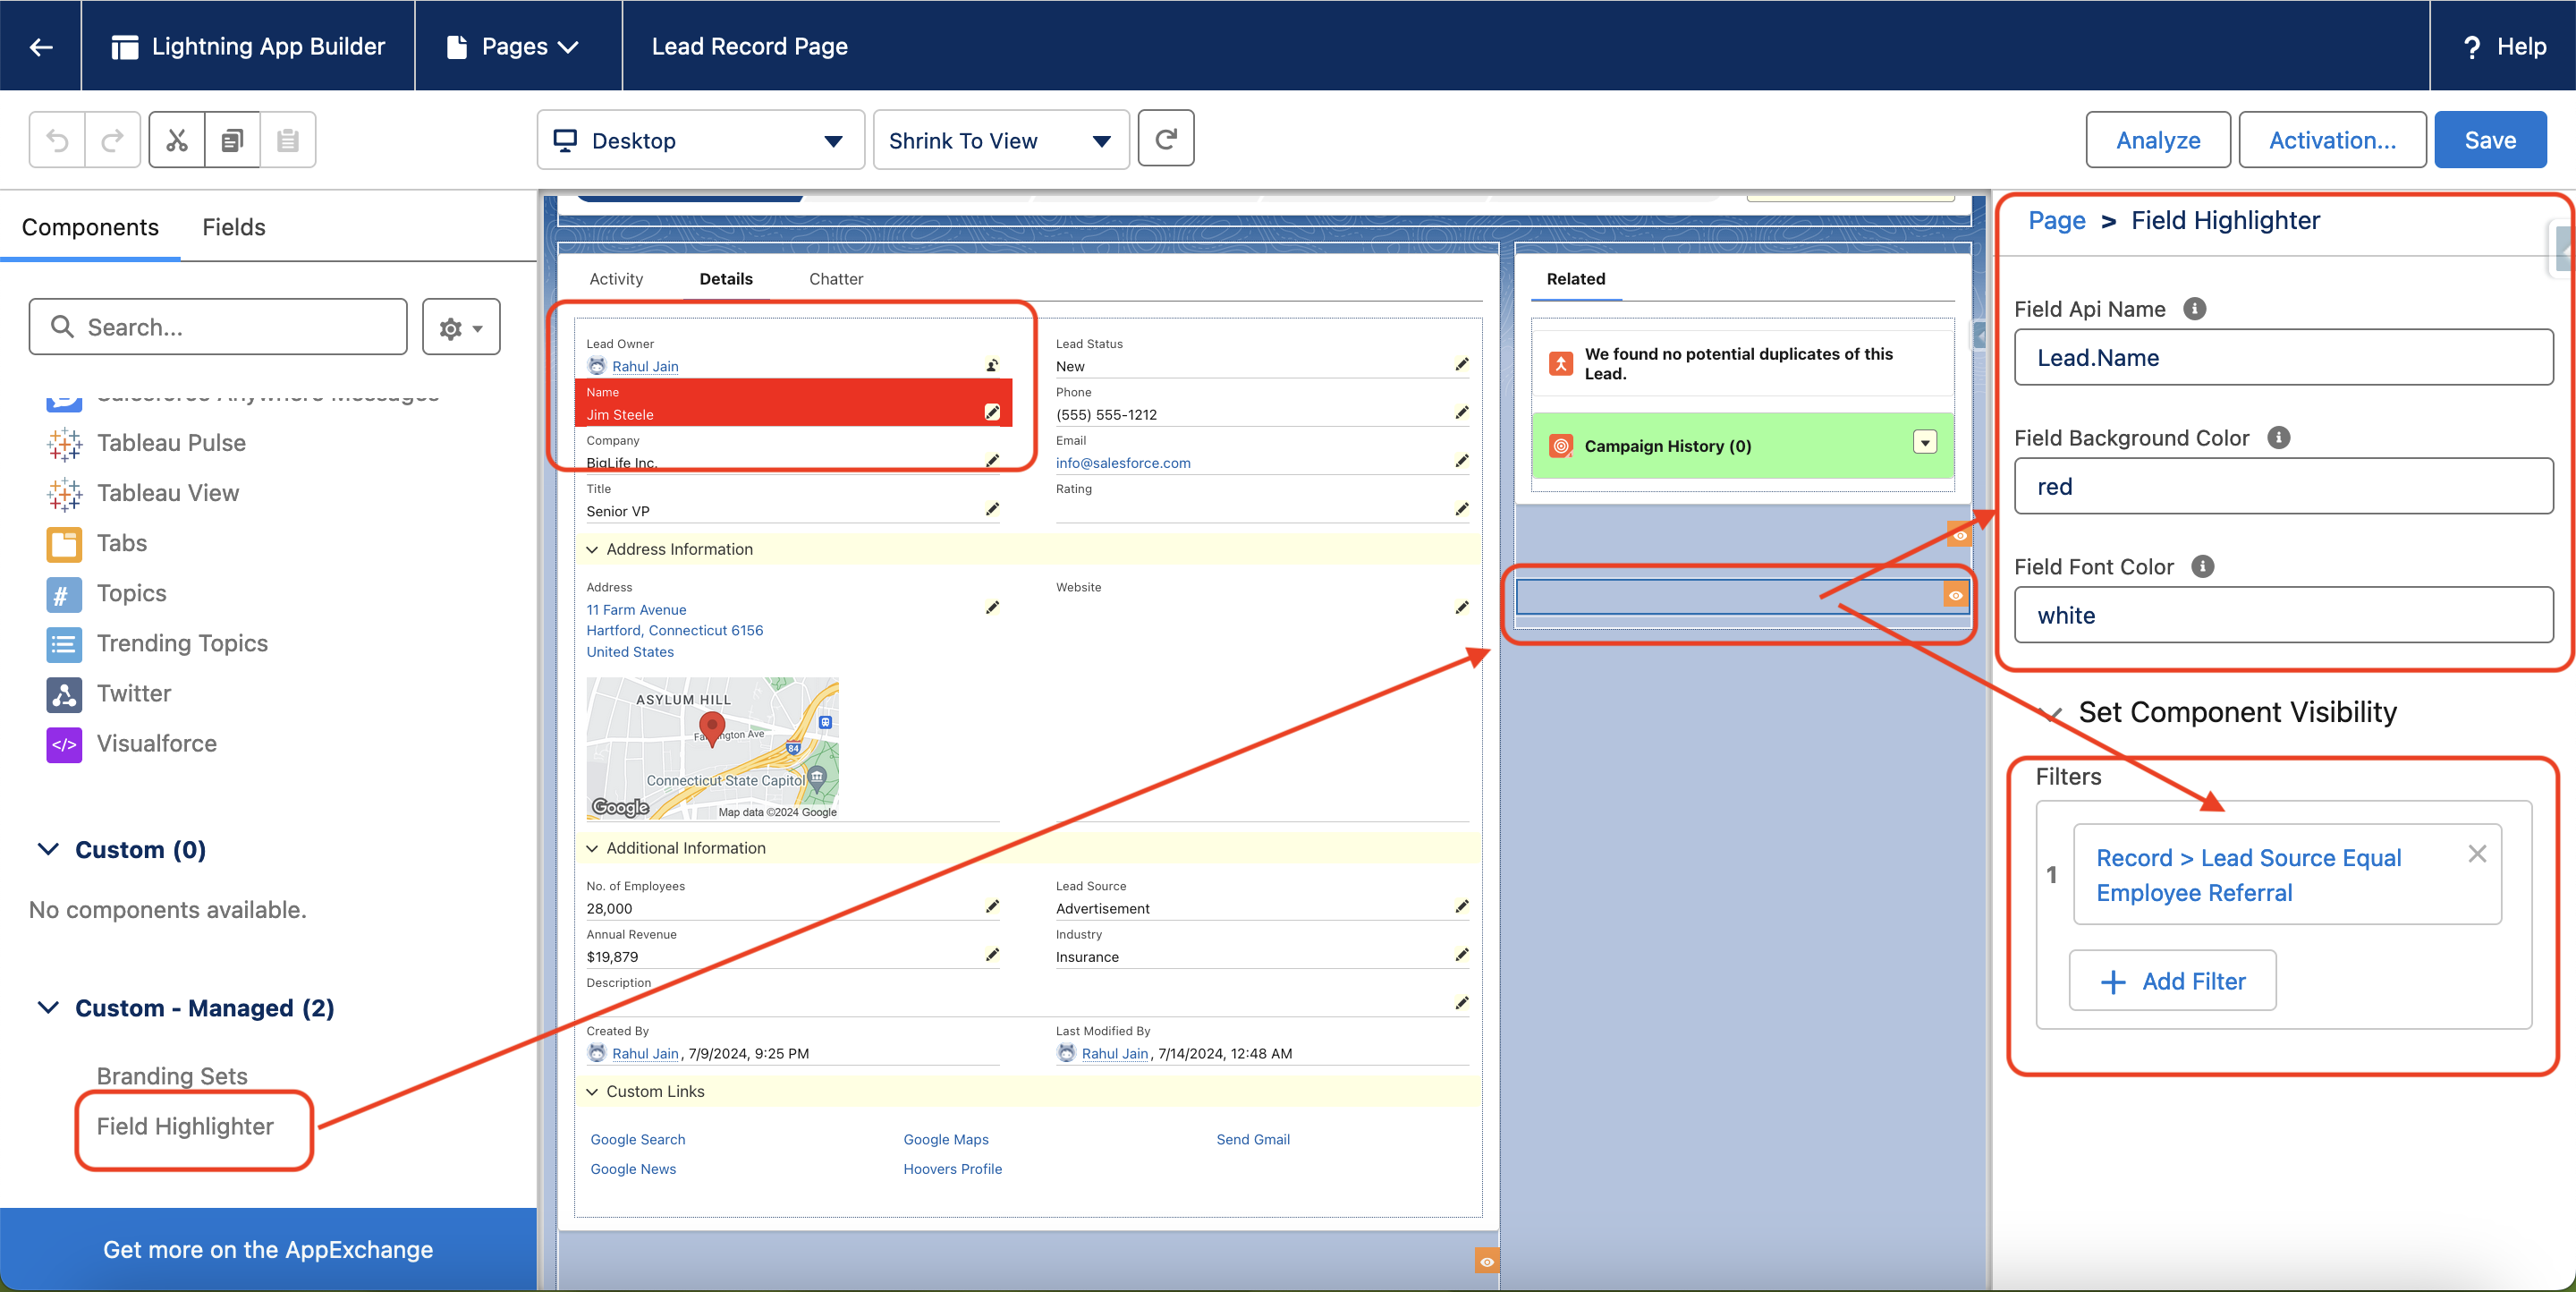 Lightning App Builder
Pages
Lead Record Page
? Help
Desktop
Shrink To View
Analyze
Activation...
Save
Components
Fields
Search...
Salesforce Anywhere Messages
Tableau Pulse
Tableau View
Tabs
# Topics
Trending Topics
Twitter
</> Visualforce
Custom (0)
No components available.
Custom - Managed (2)
Branding Sets
Field Highlighter
Get more on the AppExchange
Activity
Details
Chatter
Lead Owner
Rahul Jain
Name
Jim Steele
Company
BigLife Inc.
Title
Senior VP
Lead Status
New
Phone
(555) 555-1212
Email
info@salesforce.com
Rating
Address Information
Address
11 Farm Avenue
Hartford, Connecticut 6156
United States
Website
ASYLUM HILL
Farmington Ave
84
Connecticut State Capitol
Google
Map data ©2024 Google
Additional Information
No. of Employees
28,000
Annual Revenue
$19,879
Description
Lead Source
Advertisement
Industry
Insurance
Created By
Rahul Jain, 7/9/2024, 9:25 PM
Last Modified By
Rahul Jain, 7/14/2024, 12:48 AM
Custom Links
Google Search
Google Maps
Send Gmail
Google News
Hoovers Profile
Related
We found no potential duplicates of this
Lead.
Campaign History (0)
Page > Field Highlighter
Field Api Name
Lead.Name
Field Background Color
red
Field Font Color
white
Set Component Visibility
Filters
1
Record > Lead Source Equal
Employee Referral
+ Add Filter